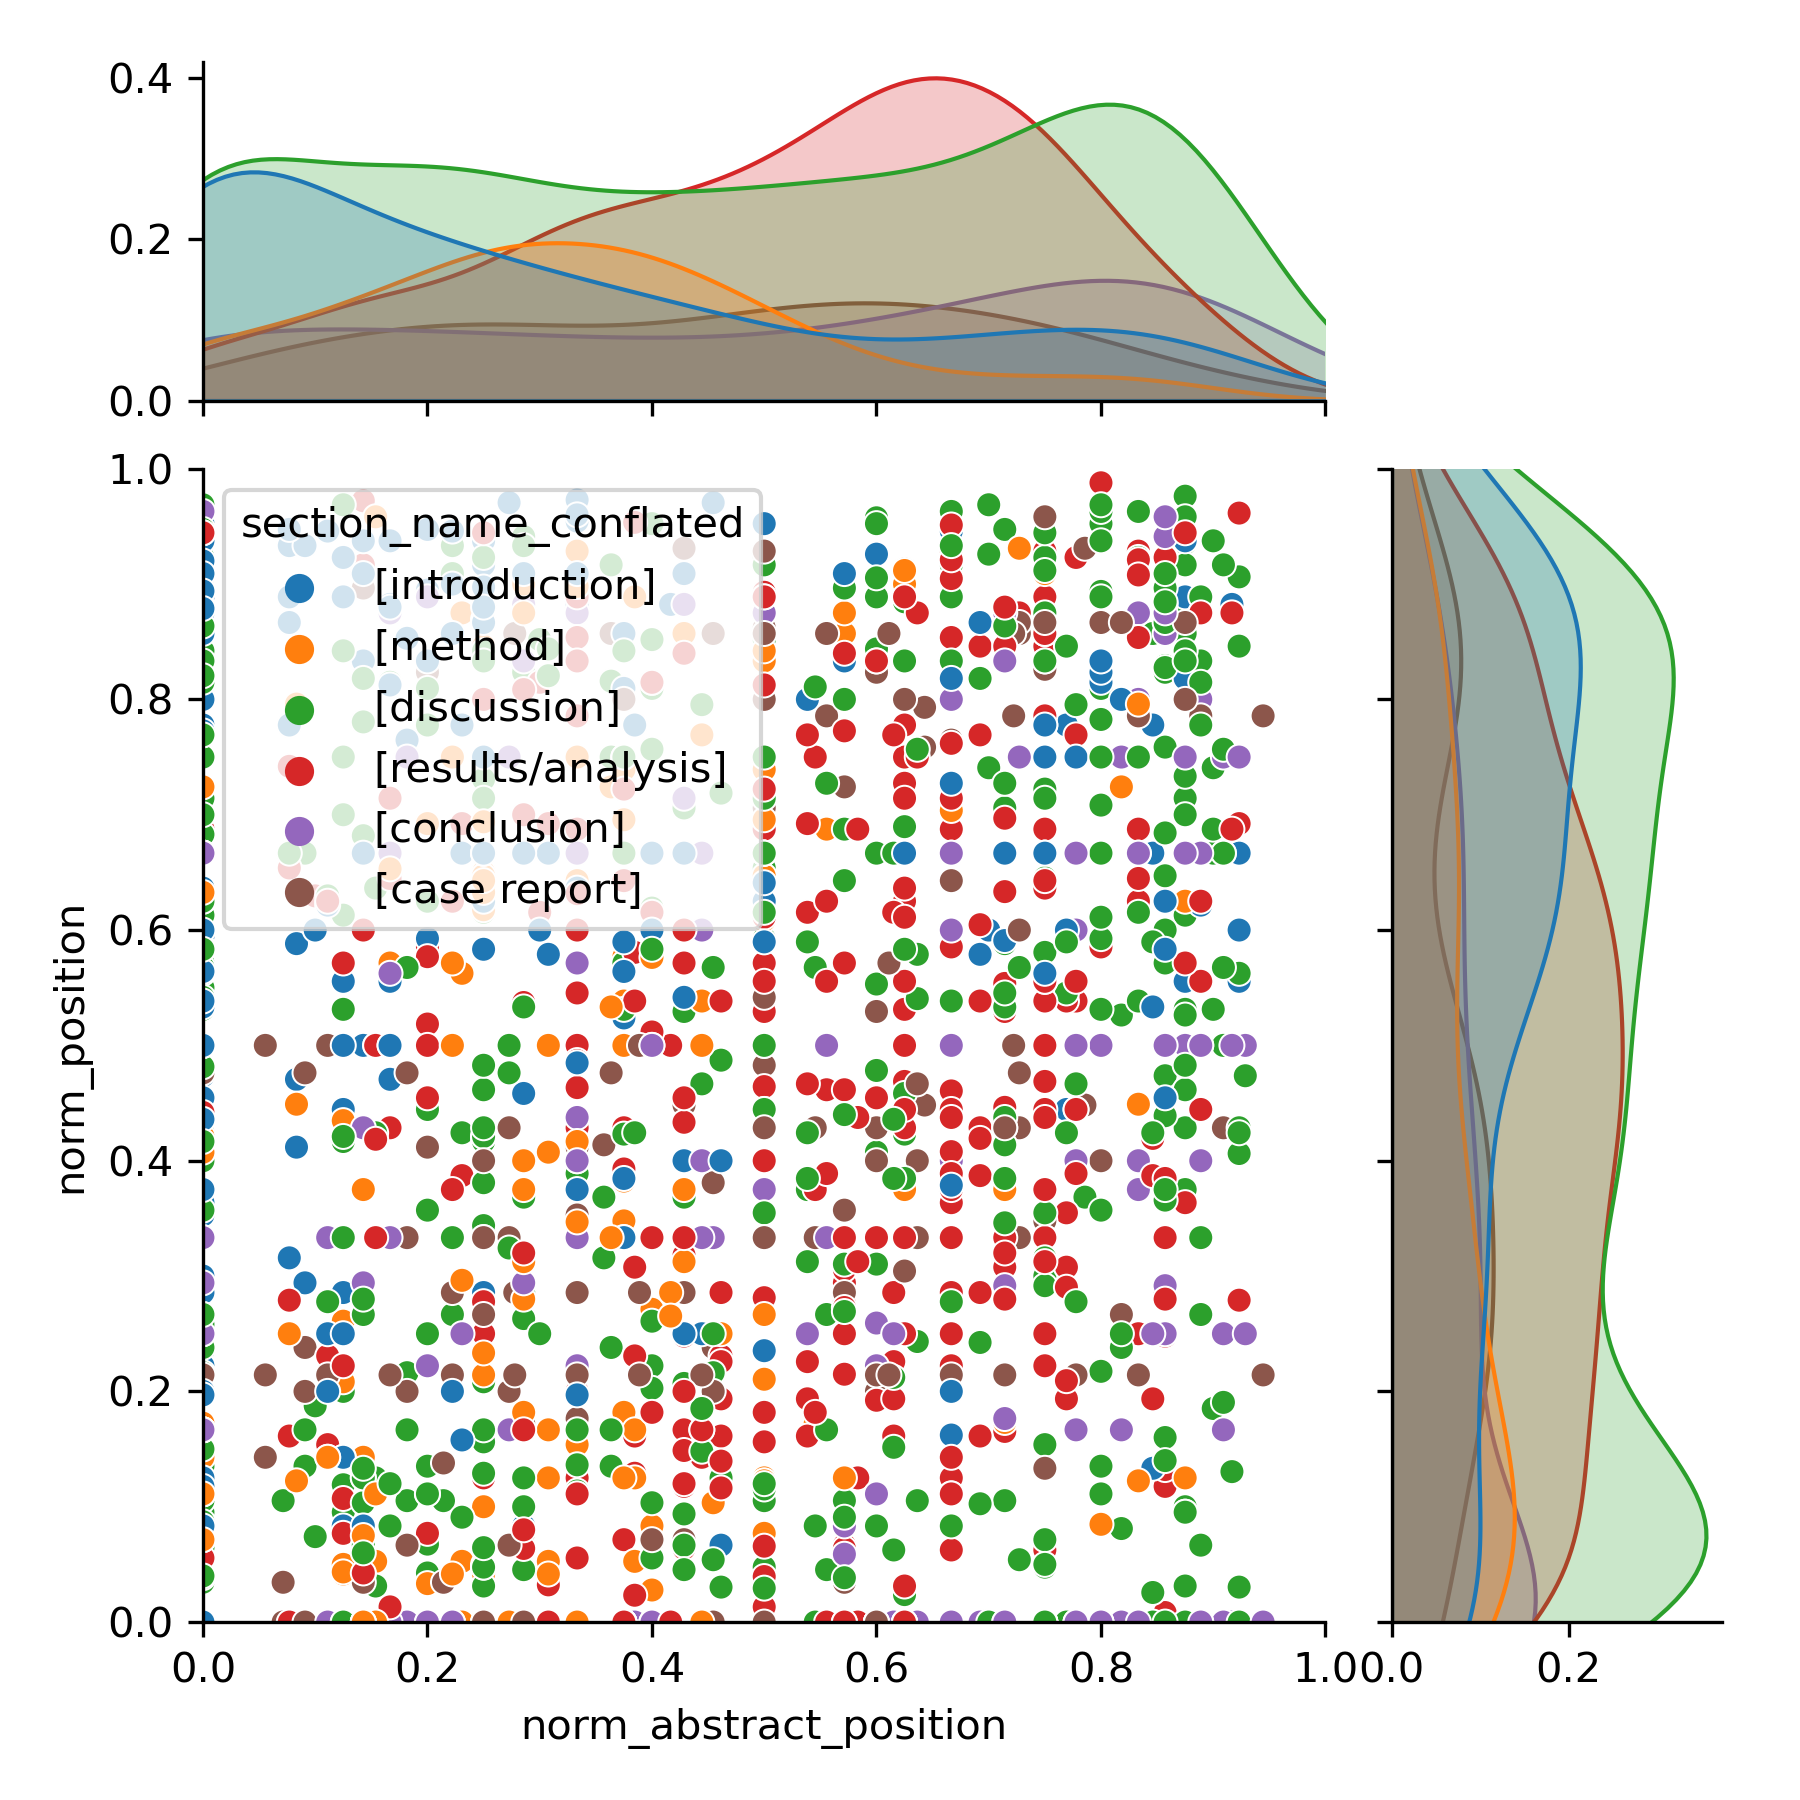 0.4
0.2
0.0
1.0
section_name_conflated
[introduction]
[method]
[discussion]
[results/analysis]
[conclusion]
[case report]
0.8
0.6
0.4
0.2
0.0
norm_position
0.0 0.2 0.4 0.6 0.8 1.0 0.0 0.2
norm_abstract_position